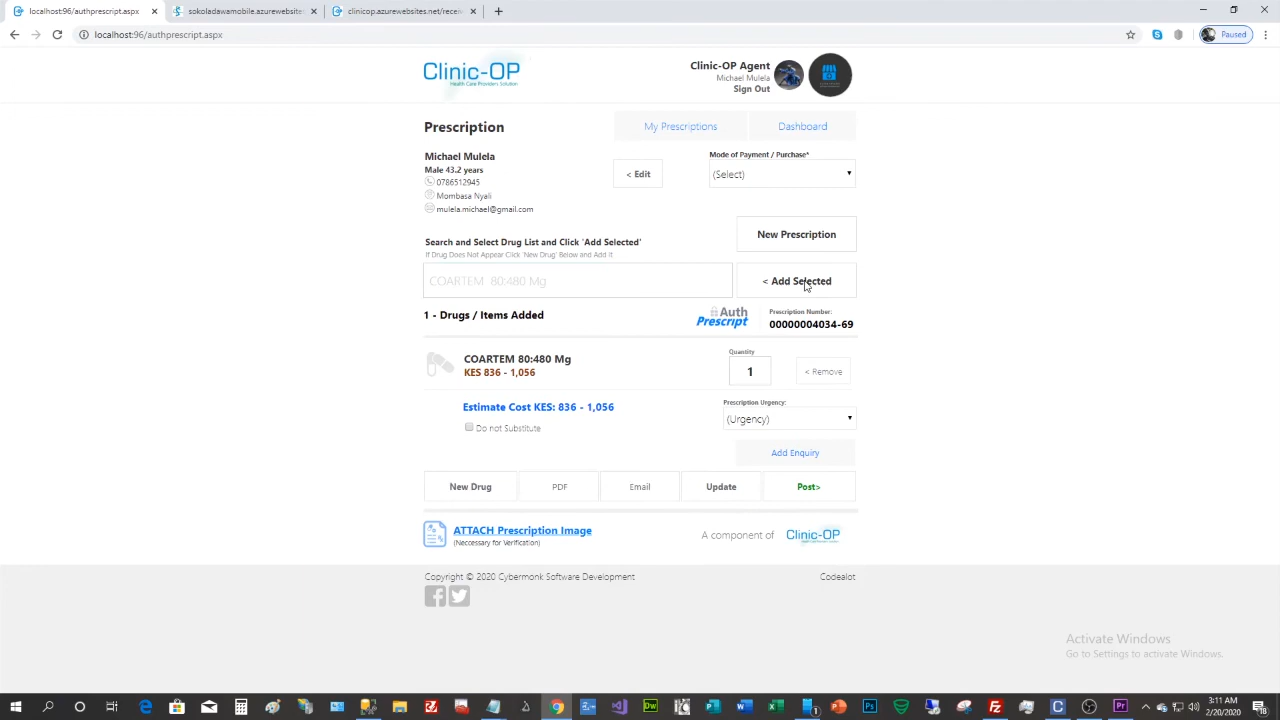 localhost:96/authprescript.aspx
sokoladawamobile.azurewebsites
clinicop.azurewebsites.net/recei
localhost:96/authprescript.aspx
Paused
Clinic-OP
Health Care Providers Solution
Clinic-OP Agent
Michael Mulela
Sign Out
Prescription
My Prescriptions
Dashboard
Michael Mulela
Male 43.2 years
0786512945
Mombasa Nyali
mulela.michael@gmail.com
< Edit
Mode of Payment / Purchase*
(Select)
New Prescription
Search and Select Drug List and Click 'Add Selected'
If Drug Does Not Appear Click 'New Drug' Below and Add It
COARTEM 80:480 Mg
< Add Selected
1 - Drugs / Items Added
Auth
Prescript
Prescription Number:
00000004034-69
COARTEM 80:480 Mg
KES 836 - 1,056
Quantity
1
< Remove
Estimate Cost KES: 836 - 1,056
Do not Substitute
Prescription Urgency:
(Urgency)
Add Enquiry
New Drug
PDF
Email
Update
Post>
ATTACH Prescription Image
(Neccessary for Verification)
A component of
Clinic-OP
Copyright © 2020 Cybermonk Software Development
Codealot
Activate Windows
Go to Settings to activate Windows.
3:11 AM
2/20/2020